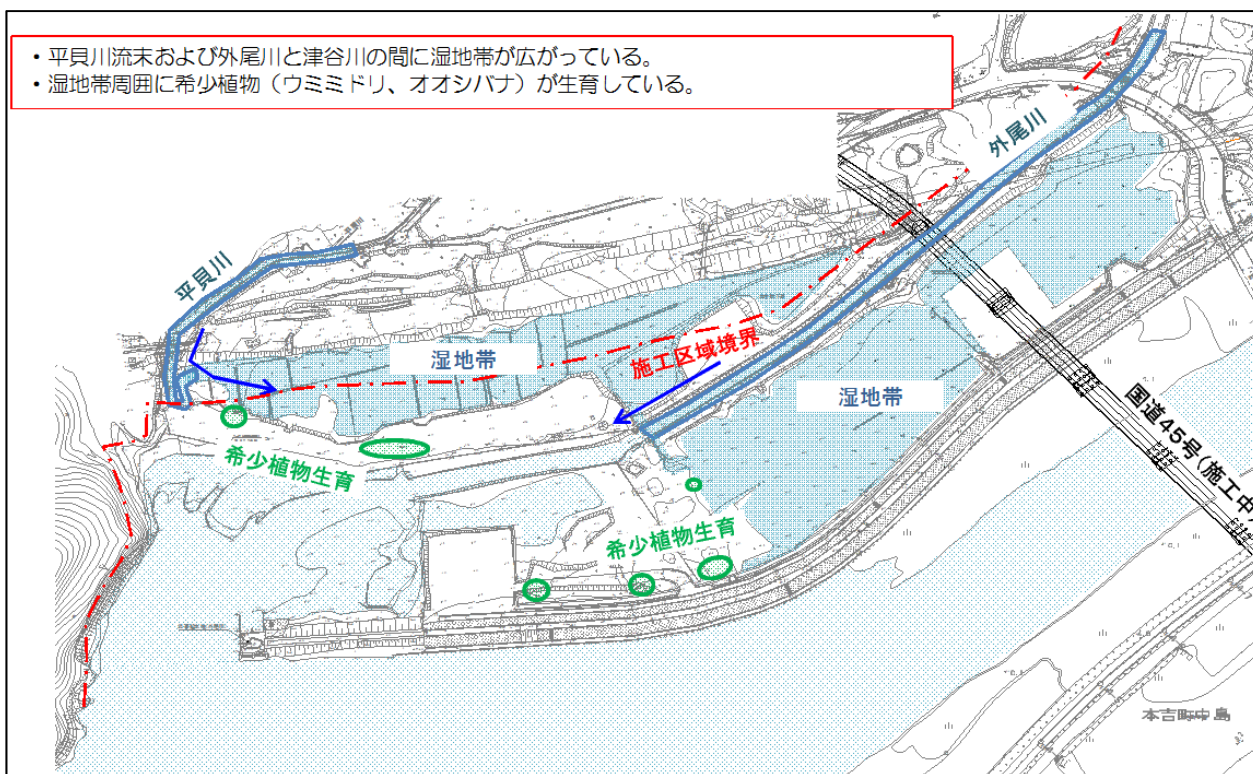 ・平貝川流末および外尾川と津谷川の間に湿地帯が広がっている。
・湿地帯周囲に希少植物（ウミミドリ、オオシバナ）が生育している。
外尾川
平貝川
湿地帯
施工区域境界
湿地帯
国道45号（施工中
希少植物生育
希少植物生育
本吉町中島